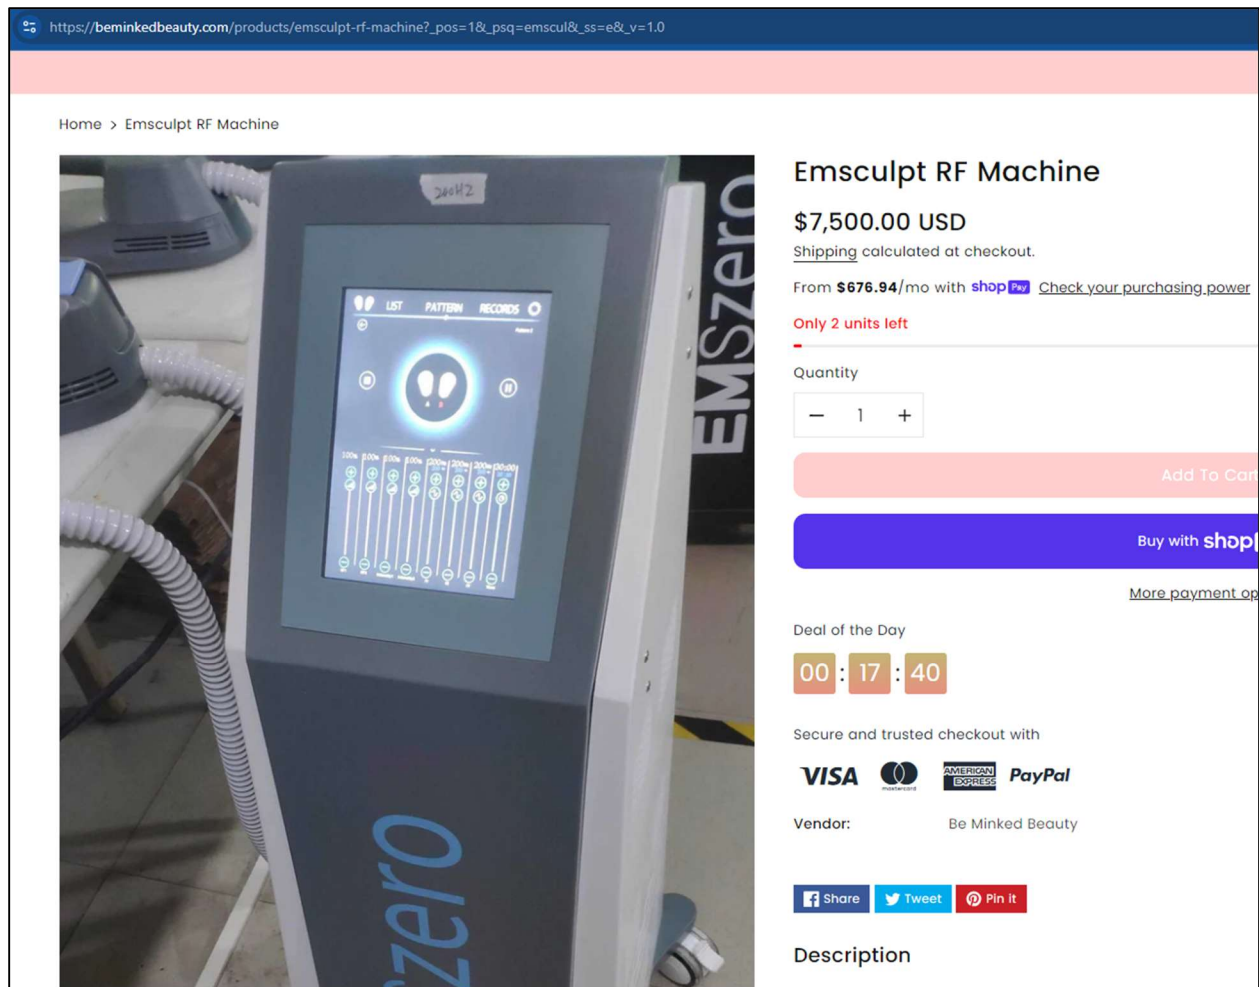 https://beminkedbeauty.com/products/emsculpt-rf-machine?_pos=1&_psq=emscul&_ss=e&_v=1.0
Home > Emsculpt RF Machine
200HZ
LIST PATTERN RECORDS
EMSzero
zero
Emsculpt RF Machine
$7,500.00 USD
Shipping calculated at checkout.
From $676.94/mo with shop Pay Check your purchasing power
Only 2 units left
Quantity
− 1 +
Add To Cart
Buy with shop
More payment op
Deal of the Day
00 : 17 : 40
Secure and trusted checkout with
VISA mastercard AMERICAN EXPRESS PayPal
Vendor: Be Minked Beauty
Share Tweet Pin it
Description